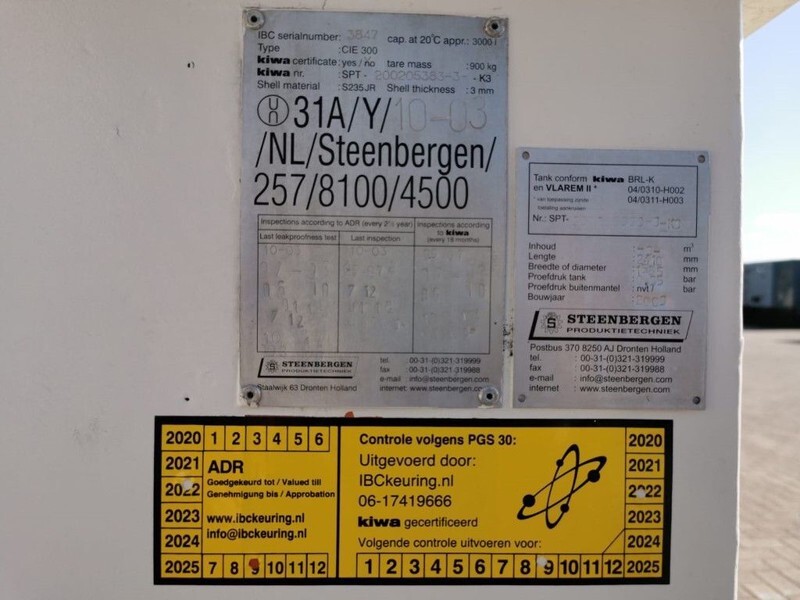 IBC serialnumber: 3847 cap. at 20°C appr.: 3000 l
Type : CIE 300
kiwa certificate : yes / no tare mass : 900 kg
kiwa nr. : SPT - 200205383-3- - K3
Shell material : S235JR Shell thickness : 3 mm
UN 31A/Y/10-03
/NL/Steenbergen/
257/8100/4500
Inspections according to ADR (every 2½ year)
Inspections according to kiwa (every 18 months)
Last leakproofness test
Last inspection
STEENBERGEN
PRODUKTIETECHNIEK
Staalwijk 63 Dronten Holland
tel. : 00-31-(0)321-319999
fax : 00-31-(0)321-319988
e-mail : info@steenbergen.com
internet : www.steenbergen.com
Tank conform kiwa BRL-K
en VLAREM II * 04/0310-H002
04/0311-H003
* van toepassing zijnde
Nr.: SPT-
Inhoud : m³
Lengte : mm
Breedte of diameter : mm
Proefdruk tank : bar
Proefdruk buitenmantel : nvt/ bar
Bouwjaar :
S STEENBERGEN
PRODUKTIETECHNIEK
Postbus 370 8250 AJ Dronten Holland
tel. : 00-31-(0)321-319999
fax : 00-31-(0)321-319988
e-mail : info@steenbergen.com
internet : www.steenbergen.com
2020 1 2 3 4 5 6
2021 ADR
2022 Goedgekeurd tot / Valued till
Genehmigung bis / Approbation
2023 www.ibckeuring.nl
2024 info@ibckeuring.nl
2025 7 8 9 10 11 12
Controle volgens PGS 30:
Uitgevoerd door:
IBCkeuring.nl
06-17419666
kiwa gecertificeerd
Volgende controle uitvoeren voor:
1 2 3 4 5 6 7 8 9 10 11 12
2020
2021
2022
2023
2024
2025